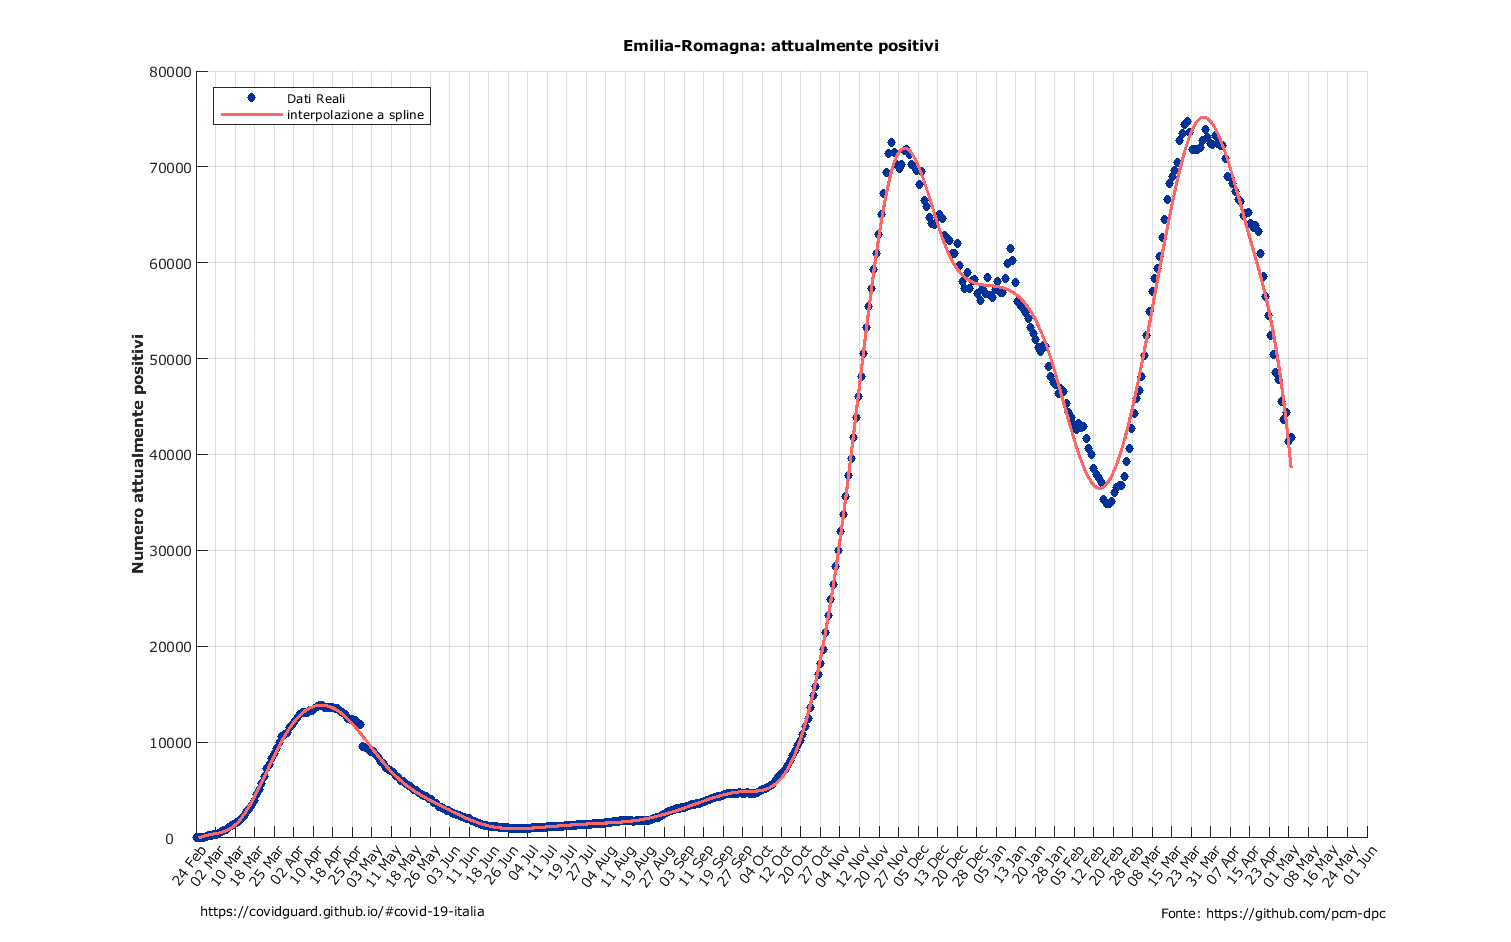 Emilia-Romagna: attualmente positivi
Dati Reali
interpolazione a spline
Numero attualmente positivi
80000
70000
60000
50000
40000
30000
20000
10000
0
24 Feb
02 Mar
10 Mar
18 Mar
25 Mar
02 Apr
10 Apr
18 Apr
25 Apr
03 May
11 May
18 May
26 May
03 Jun
11 Jun
18 Jun
26 Jun
04 Jul
11 Jul
19 Jul
27 Jul
04 Aug
11 Aug
19 Aug
27 Aug
03 Sep
11 Sep
19 Sep
27 Sep
04 Oct
12 Oct
20 Oct
27 Oct
04 Nov
12 Nov
20 Nov
27 Nov
05 Dec
13 Dec
20 Dec
28 Dec
05 Jan
13 Jan
20 Jan
28 Jan
05 Feb
12 Feb
20 Feb
28 Feb
08 Mar
15 Mar
23 Mar
31 Mar
07 Apr
15 Apr
23 Apr
01 May
08 May
16 May
24 May
01 Jun
https://covidguard.github.io/#covid-19-italia
Fonte: https://github.com/pcm-dpc